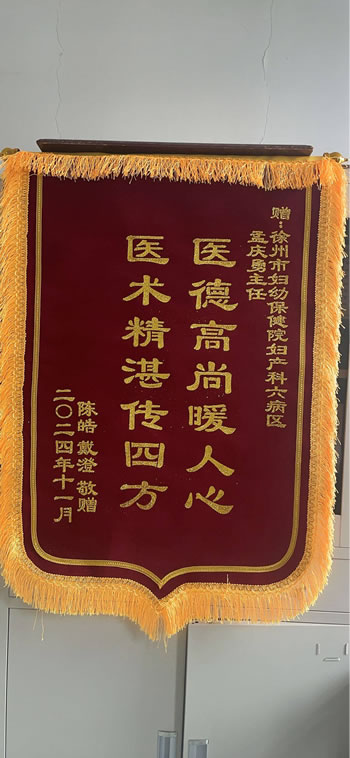 赠：徐州市妇幼保健院妇产科六病区
孟庆勇主任
医德高尚暖人心
医术精湛传四方
陈皓 戴澄 敬赠
二〇二四年十一月